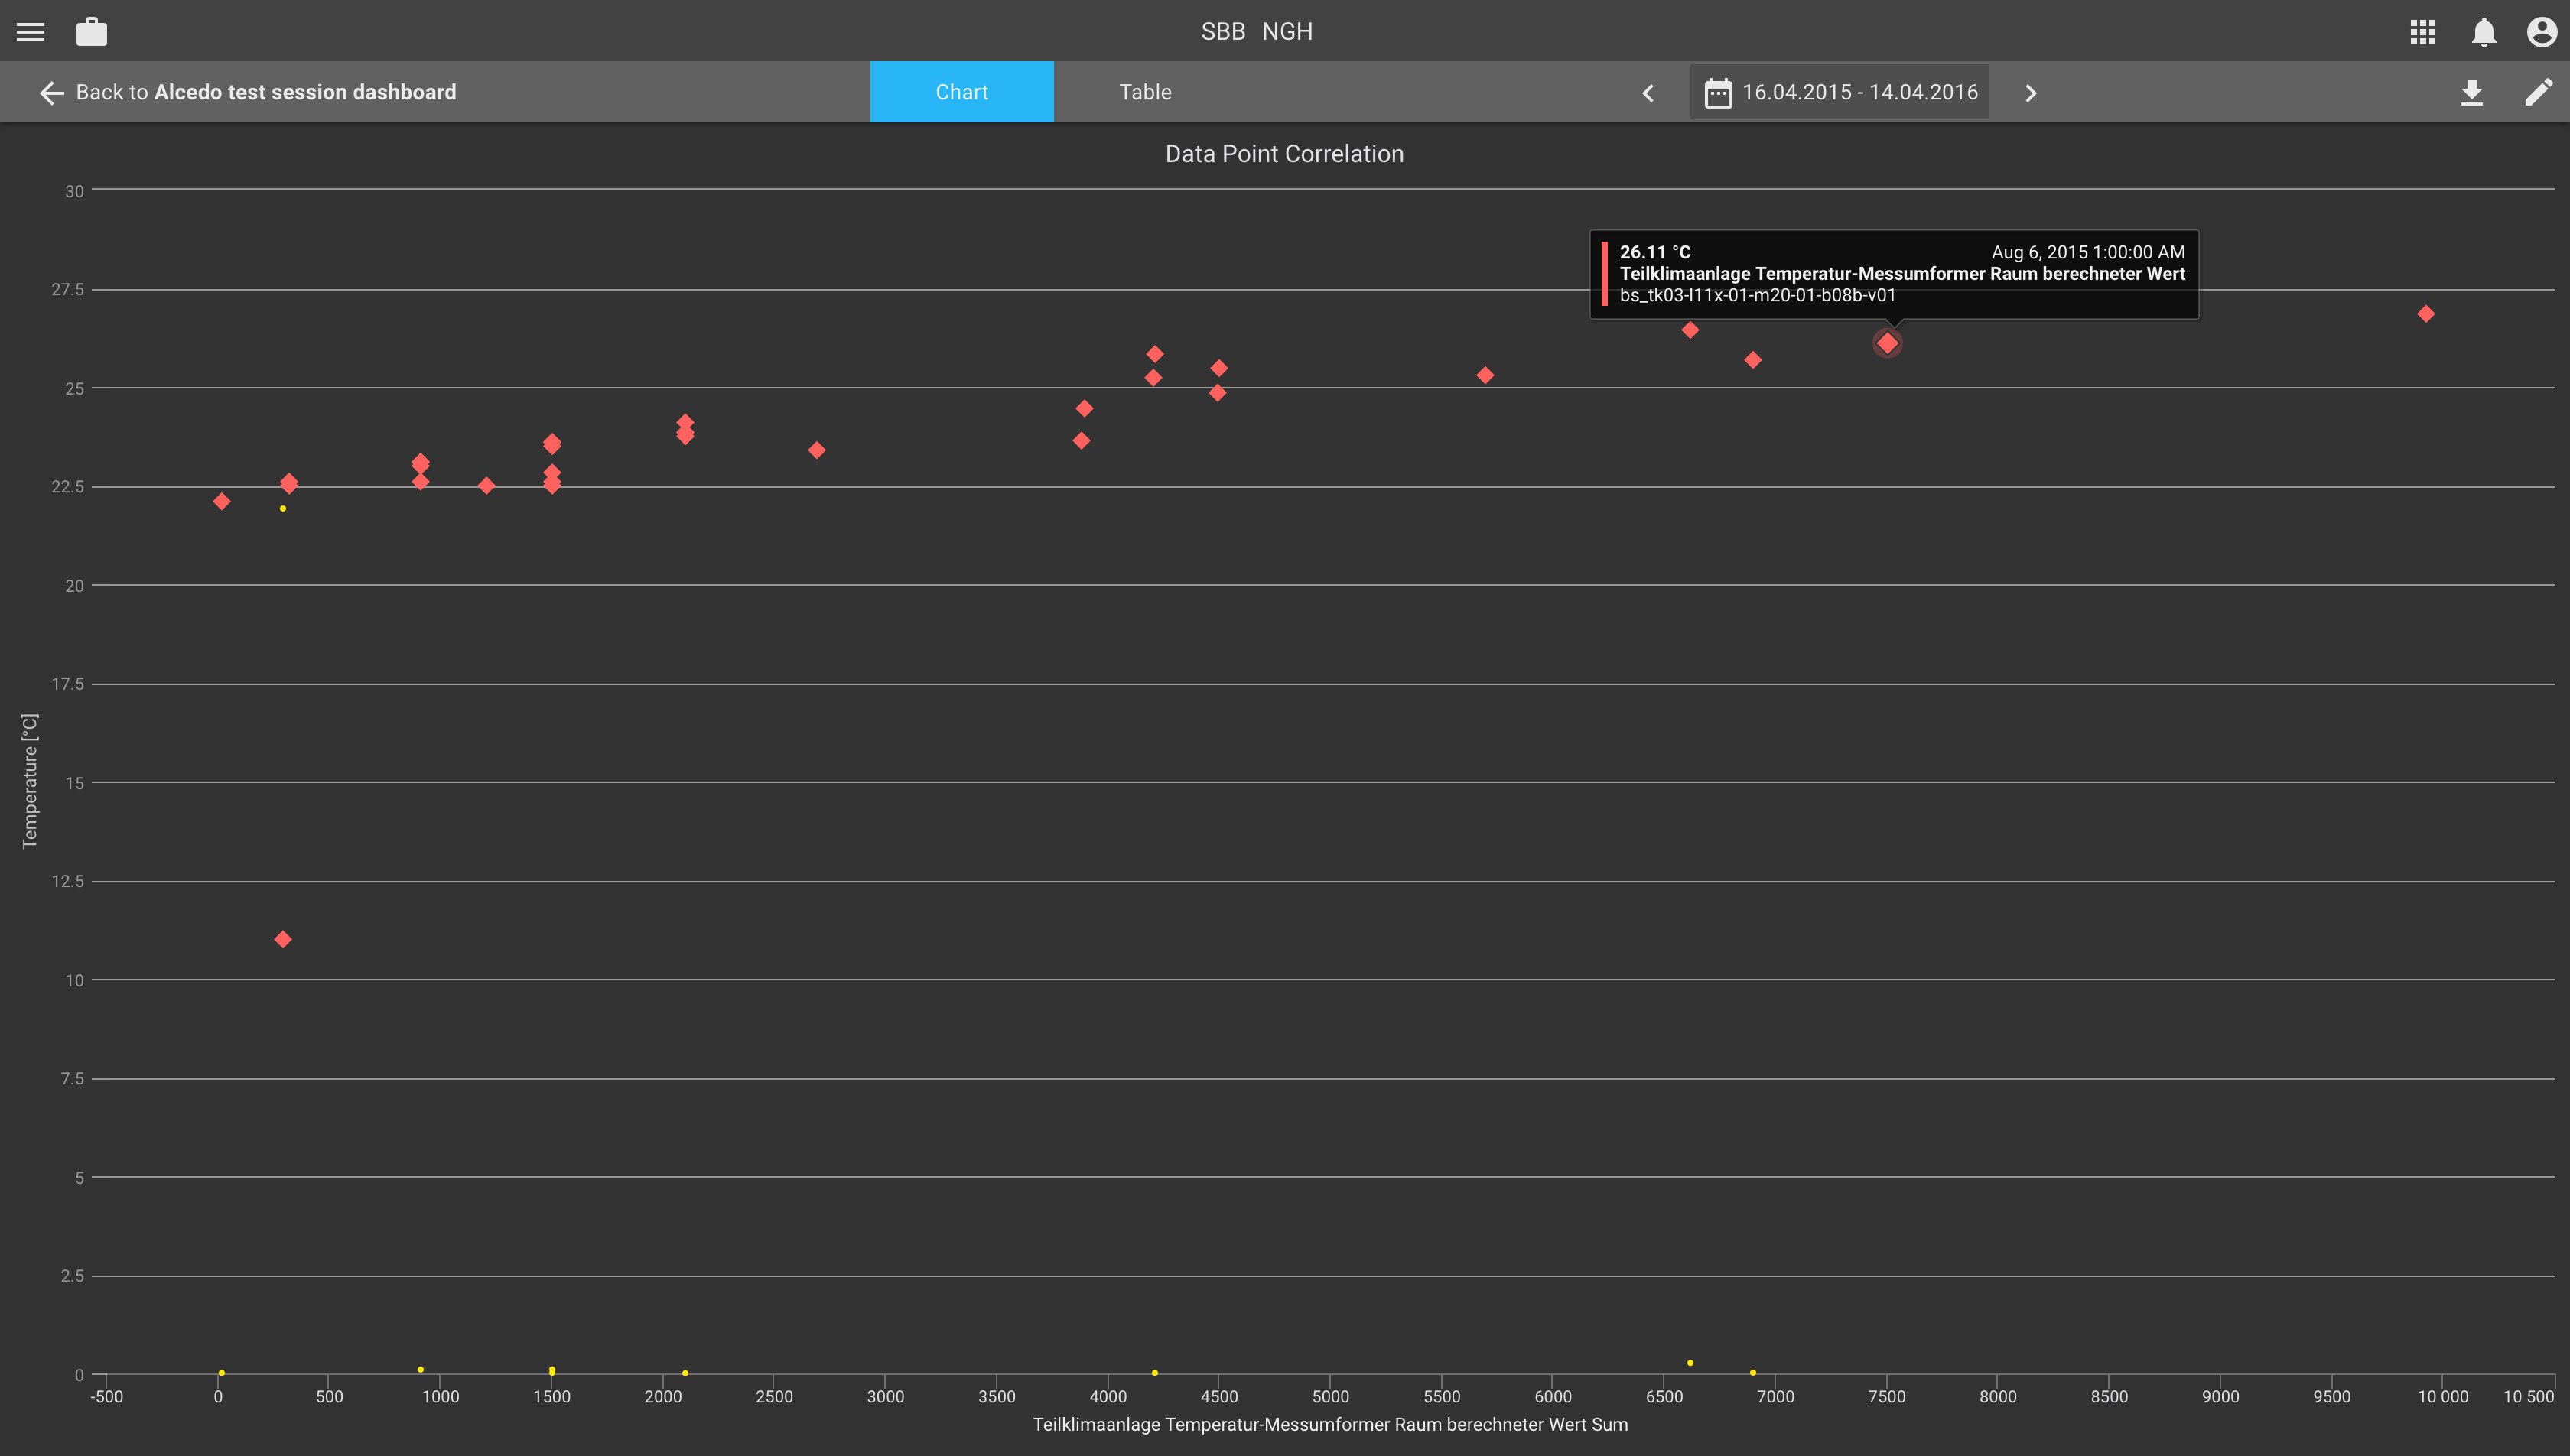 SBB NGH
Back to Alcedo test session dashboard
Chart
Table
16.04.2015 - 14.04.2016
Data Point Correlation
30
27.5
25
22.5
20
17.5
15
12.5
10
7.5
5
2.5
0
Temperature [°C]
26.11 °C Aug 6, 2015 1:00:00 AM
Teilklimaanlage Temperatur-Messumformer Raum berechneter Wert
bs_tk03-l11x-01-m20-01-b08b-v01
-500 0 500 1000 1500 2000 2500 3000 3500 4000 4500 5000 5500 6000 6500 7000 7500 8000 8500 9000 9500 10 000 10 500
Teilklimaanlage Temperatur-Messumformer Raum berechneter Wert Sum